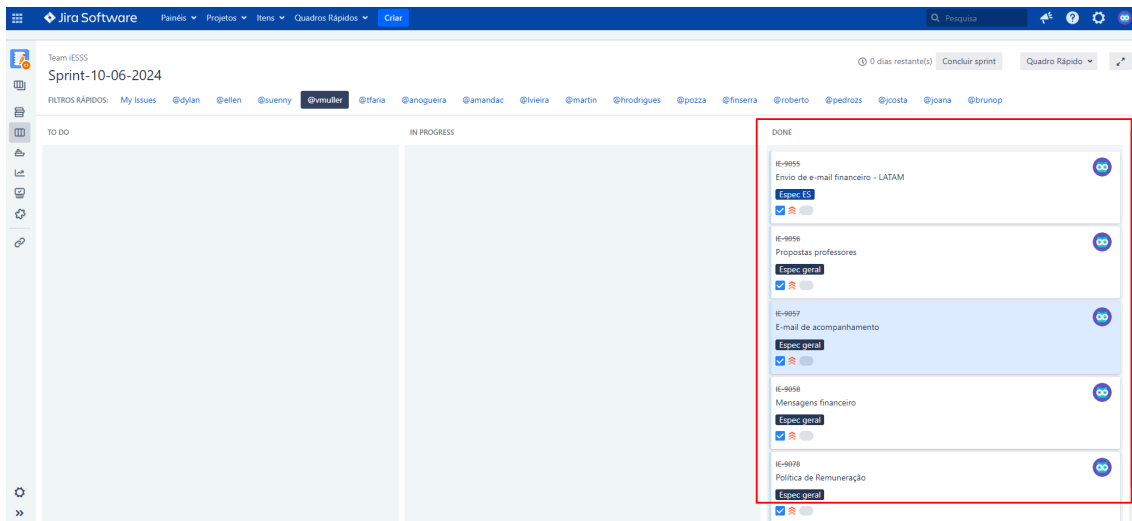 Jira Software
Painéis Projetos Itens Quadros Rápidos Criar
Pesquisa
Team iESSS
Sprint-10-06-2024
0 dias restante(s) Concluir sprint Quadro Rápido
FILTROS RÁPIDOS: My Issues @dylan @ellen @suenny @vmuller @tfaria @anogueira @amandac @lvieira @martin @hrodrigues @pozza @finserra @roberto @pedrozs @jcosta @joana @brunop
TO DO
IN PROGRESS
DONE
IE-9055
Envio de e-mail financeiro - LATAM
Espec ES
IE-9056
Propostas professores
Espec geral
IE-9057
E-mail de acompanhamento
Espec geral
IE-9058
Mensagens financeiro
Espec geral
IE-9078
Política de Remuneração
Espec geral